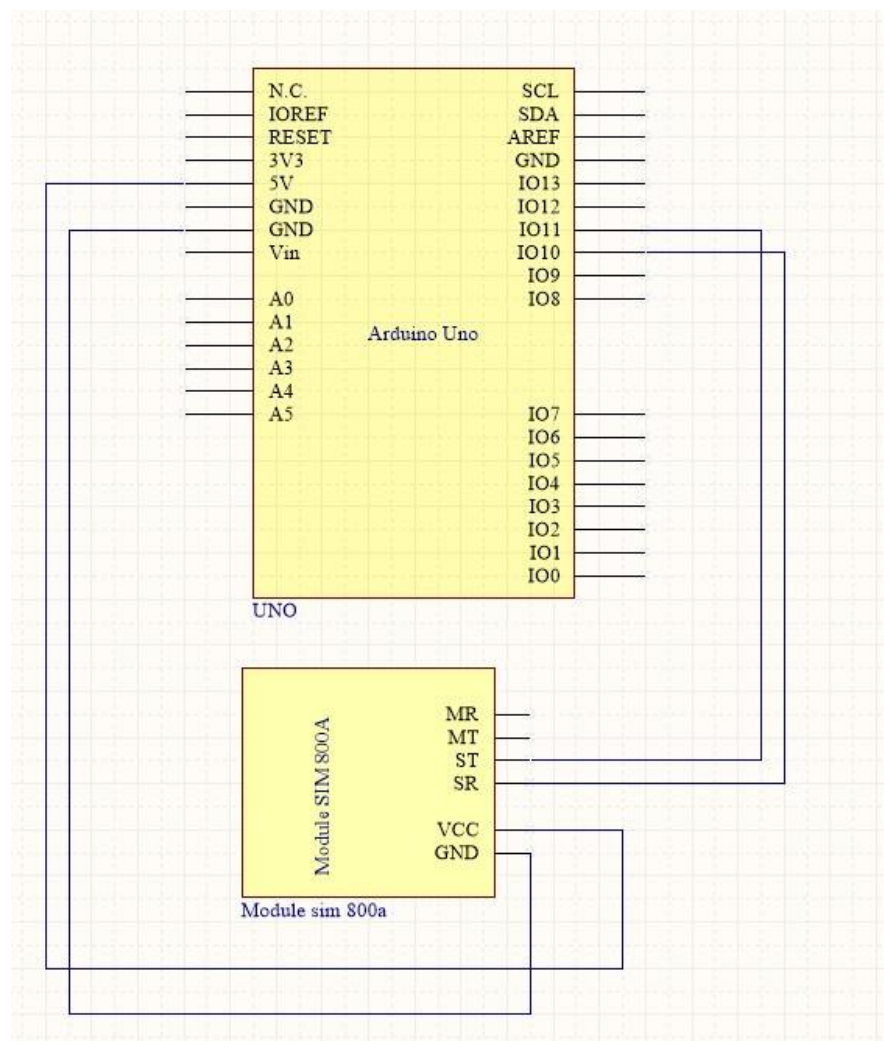 N.C.
IOREF
RESET
3V3
5V
GND
GND
Vin
A0
A1
A2
A3
A4
A5
SCL
SDA
AREF
GND
IO13
IO12
IO11
IO10
IO9
IO8
IO7
IO6
IO5
IO4
IO3
IO2
IO1
IO0
Arduino Uno
UNO
Module SIM800A
MR
MT
ST
SR
VCC
GND
Module sim 800a